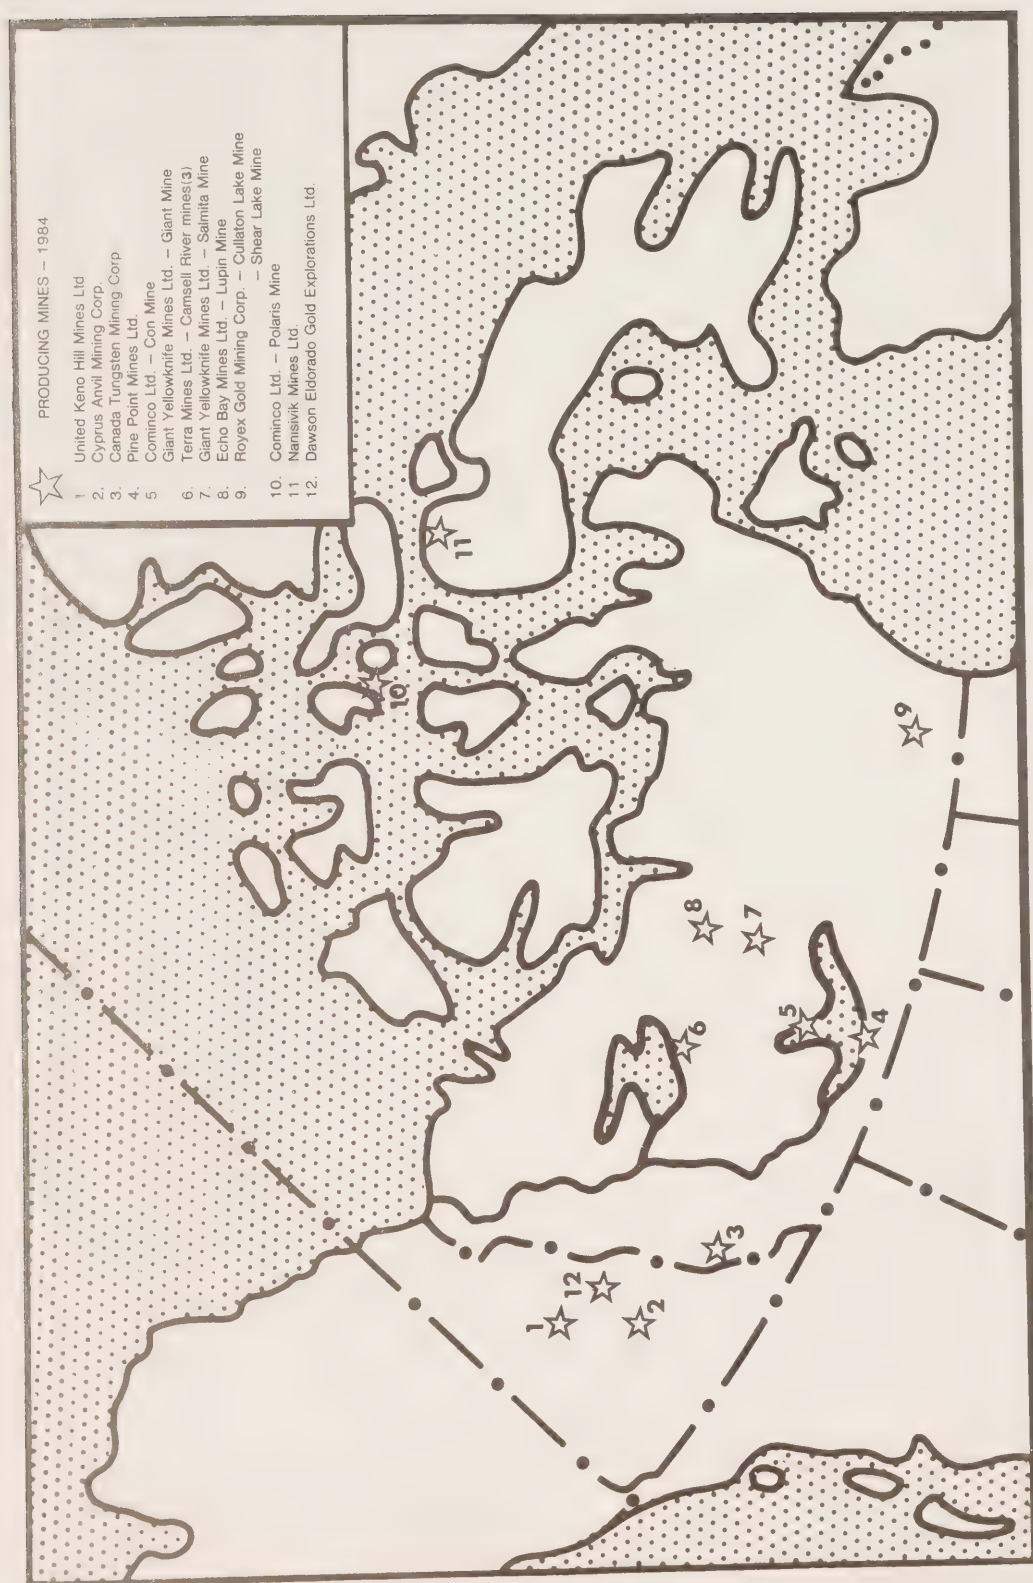 PRODUCING MINES – 1984
1 United Keno Hill Mines Ltd
2. Cyprus Anvil Mining Corp.
3. Canada Tungsten Mining Corp
4. Pine Point Mines Ltd.
5 Cominco Ltd. – Con Mine
Giant Yellowknife Mines Ltd. – Giant Mine
6. Terra Mines Ltd. – Camsell River mines(3)
7. Giant Yellowknife Mines Ltd. – Salmita Mine
8. Echo Bay Mines Ltd. – Lupin Mine
9. Royex Gold Mining Corp. – Cullaton Lake Mine
– Shear Lake Mine
10. Cominco Ltd. – Polaris Mine
11 Nanisivik Mines Ltd.
12. Dawson Eldorado Gold Explorations Ltd.
11
10
9
8
7
6
5
4
3
12
1
2